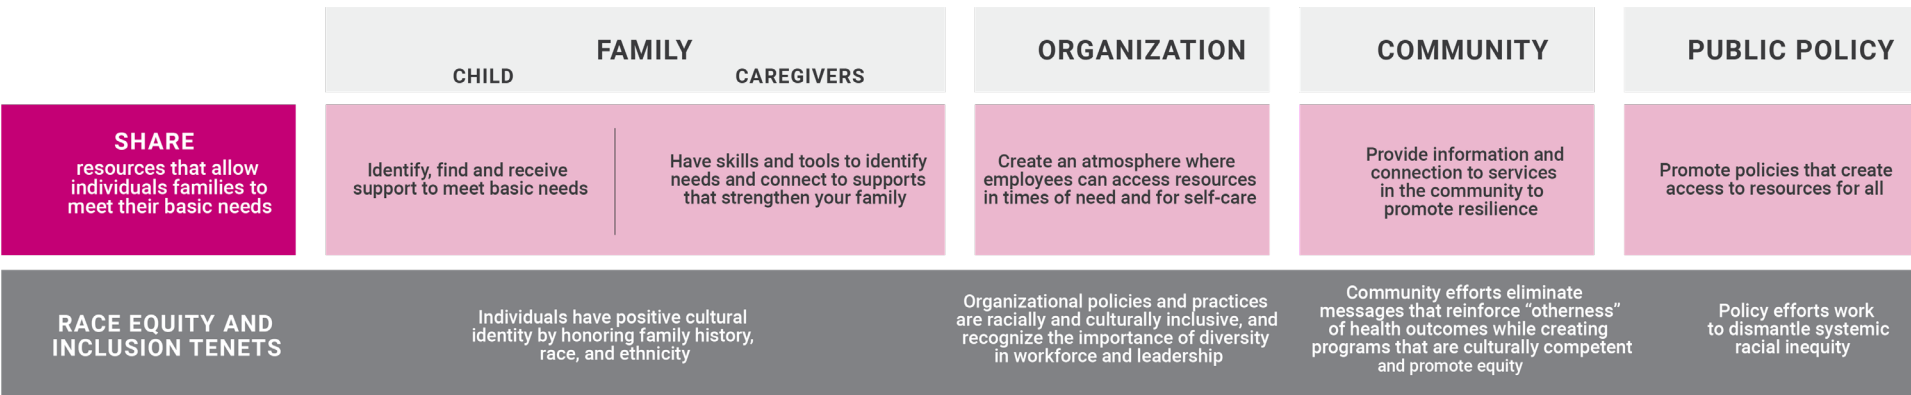 FAMILY
CHILD
CAREGIVERS
ORGANIZATION
COMMUNITY
PUBLIC POLICY
SHARE
resources that allow
individuals families to
meet their basic needs
Identify, find and receive
support to meet basic needs
Have skills and tools to identify
needs and connect to supports
that strengthen your family
Create an atmosphere where
employees can access resources
in times of need and for self-care
Provide information and
connection to services
in the community to
promote resilience
Promote policies that create
access to resources for all
RACE EQUITY AND
INCLUSION TENETS
Individuals have positive cultural
identity by honoring family history,
race, and ethnicity
Organizational policies and practices
are racially and culturally inclusive, and
recognize the importance of diversity
in workforce and leadership
Community efforts eliminate
messages that reinforce “otherness”
of health outcomes while creating
programs that are culturally competent
and promote equity
Policy efforts work
to dismantle systemic
racial inequity